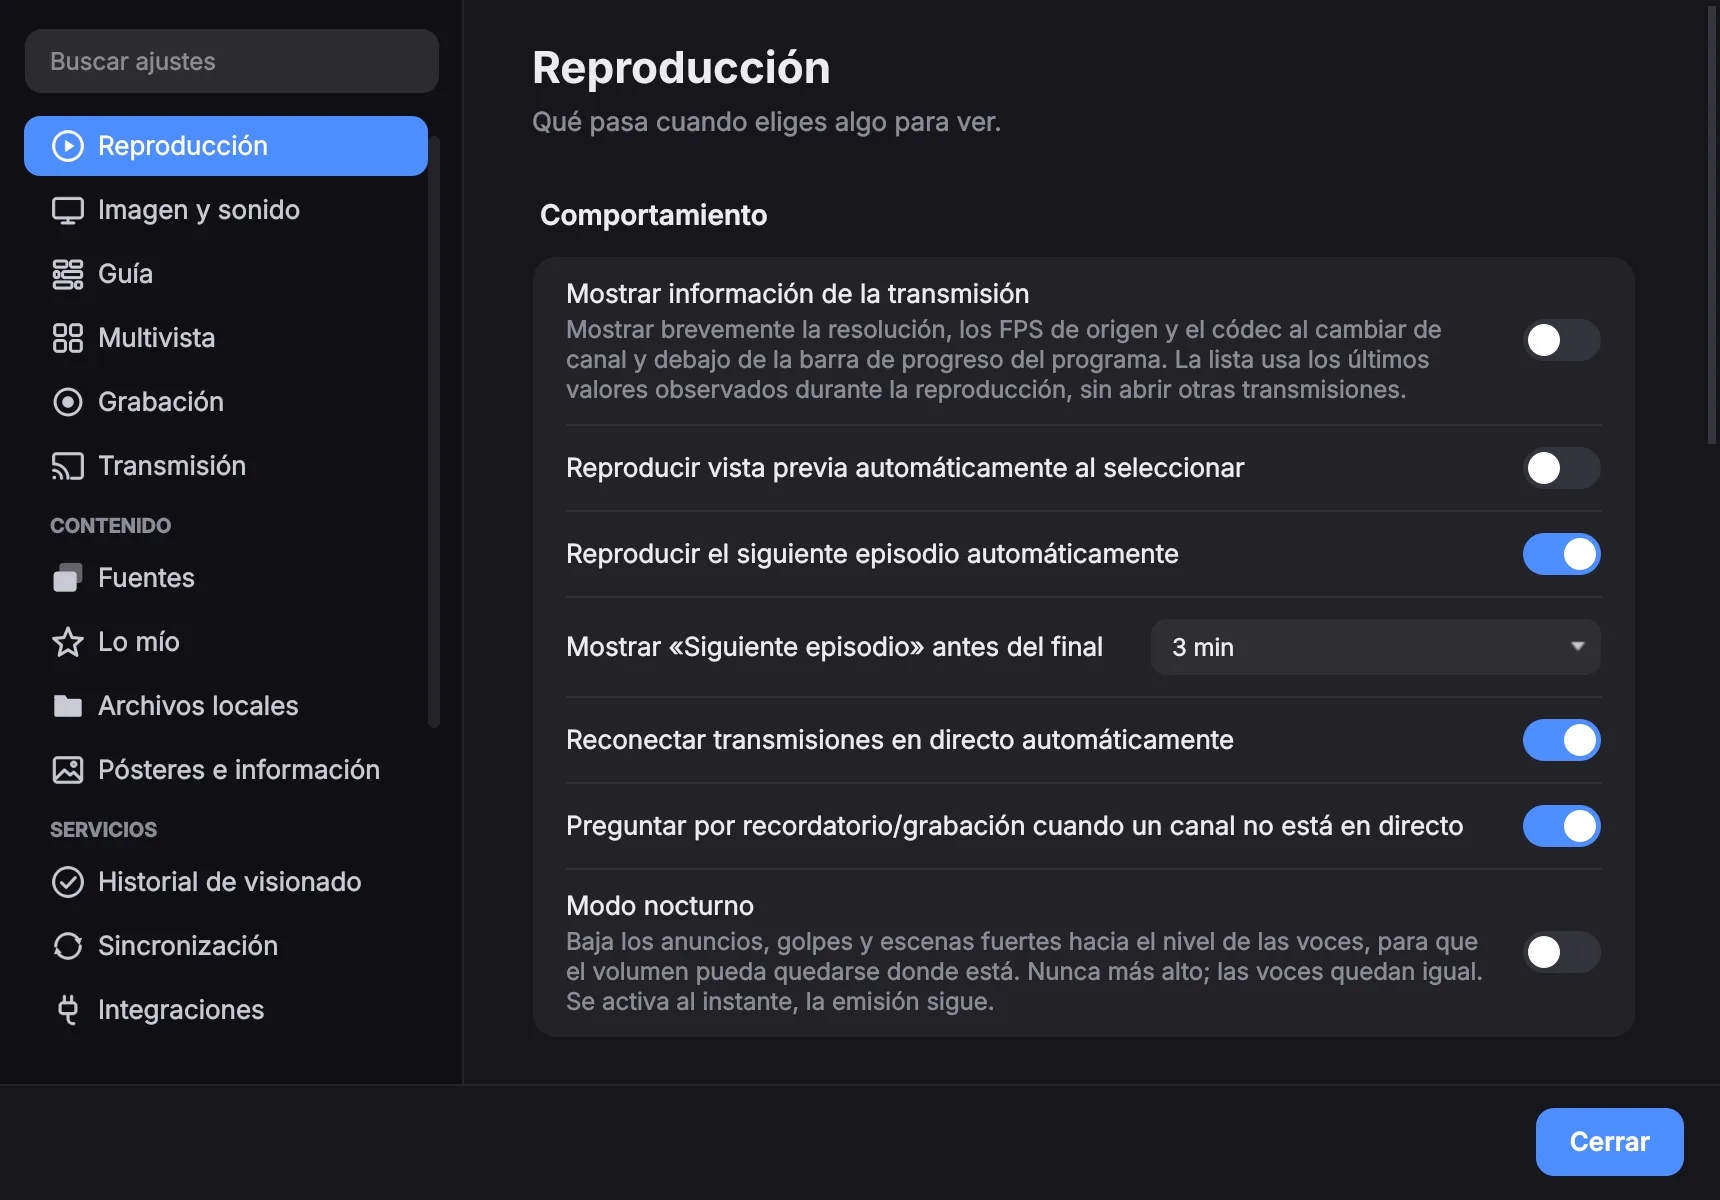 Buscar ajustes
Reproducción
Imagen y sonido
Guía
Multivista
Grabación
Transmisión
CONTENIDO
Fuentes
Lo mío
Archivos locales
Pósteres e información
SERVICIOS
Historial de visionado
Sincronización
Integraciones
Reproducción
Qué pasa cuando eliges algo para ver.
Comportamiento
Mostrar información de la transmisión
Mostrar brevemente la resolución, los FPS de origen y el códec al cambiar de
canal y debajo de la barra de progreso del programa. La lista usa los últimos
valores observados durante la reproducción, sin abrir otras transmisiones.
Reproducir vista previa automáticamente al seleccionar
Reproducir el siguiente episodio automáticamente
Mostrar «Siguiente episodio» antes del final
3 min
Reconectar transmisiones en directo automáticamente
Preguntar por recordatorio/grabación cuando un canal no está en directo
Modo nocturno
Baja los anuncios, golpes y escenas fuertes hacia el nivel de las voces, para que
el volumen pueda quedarse donde está. Nunca más alto; las voces quedan igual.
Se activa al instante, la emisión sigue.
Cerrar